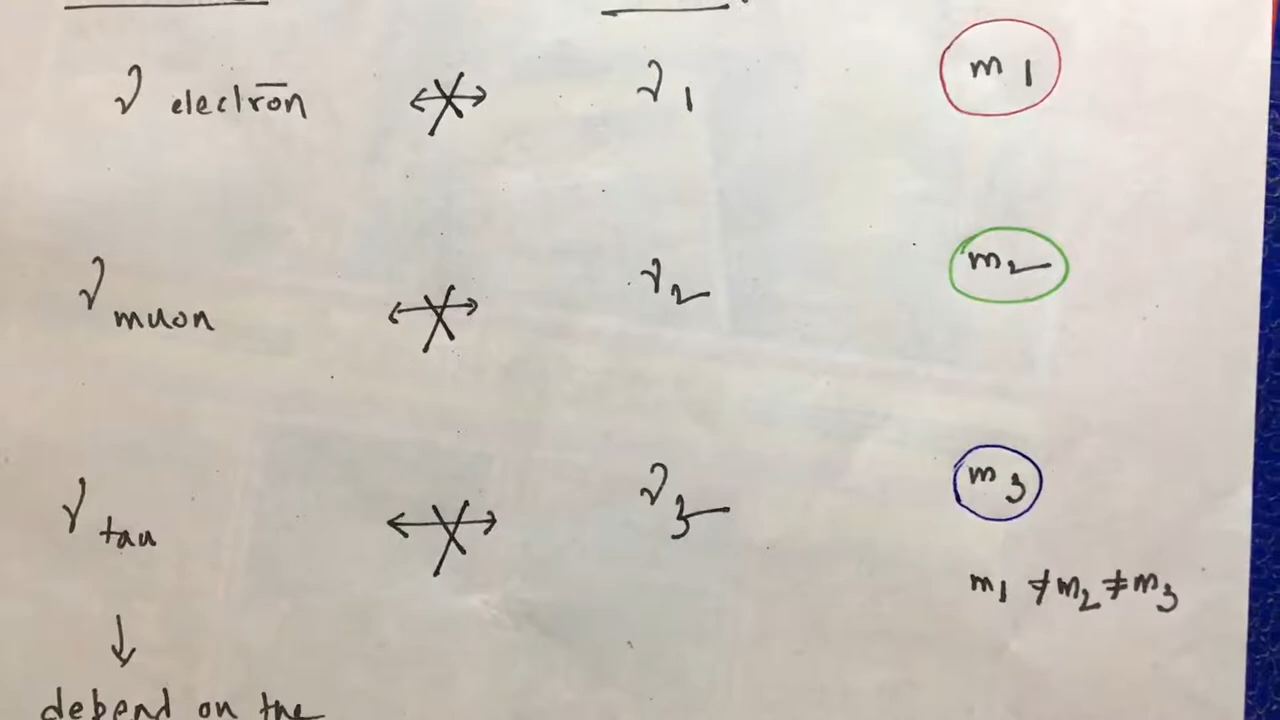 ν electron ↔ ν1 m1
ν muon ↔ ν2 m2
ν tau ↔ ν3 m3
m1 ≠ m2 ≠ m3
↓
depend on the